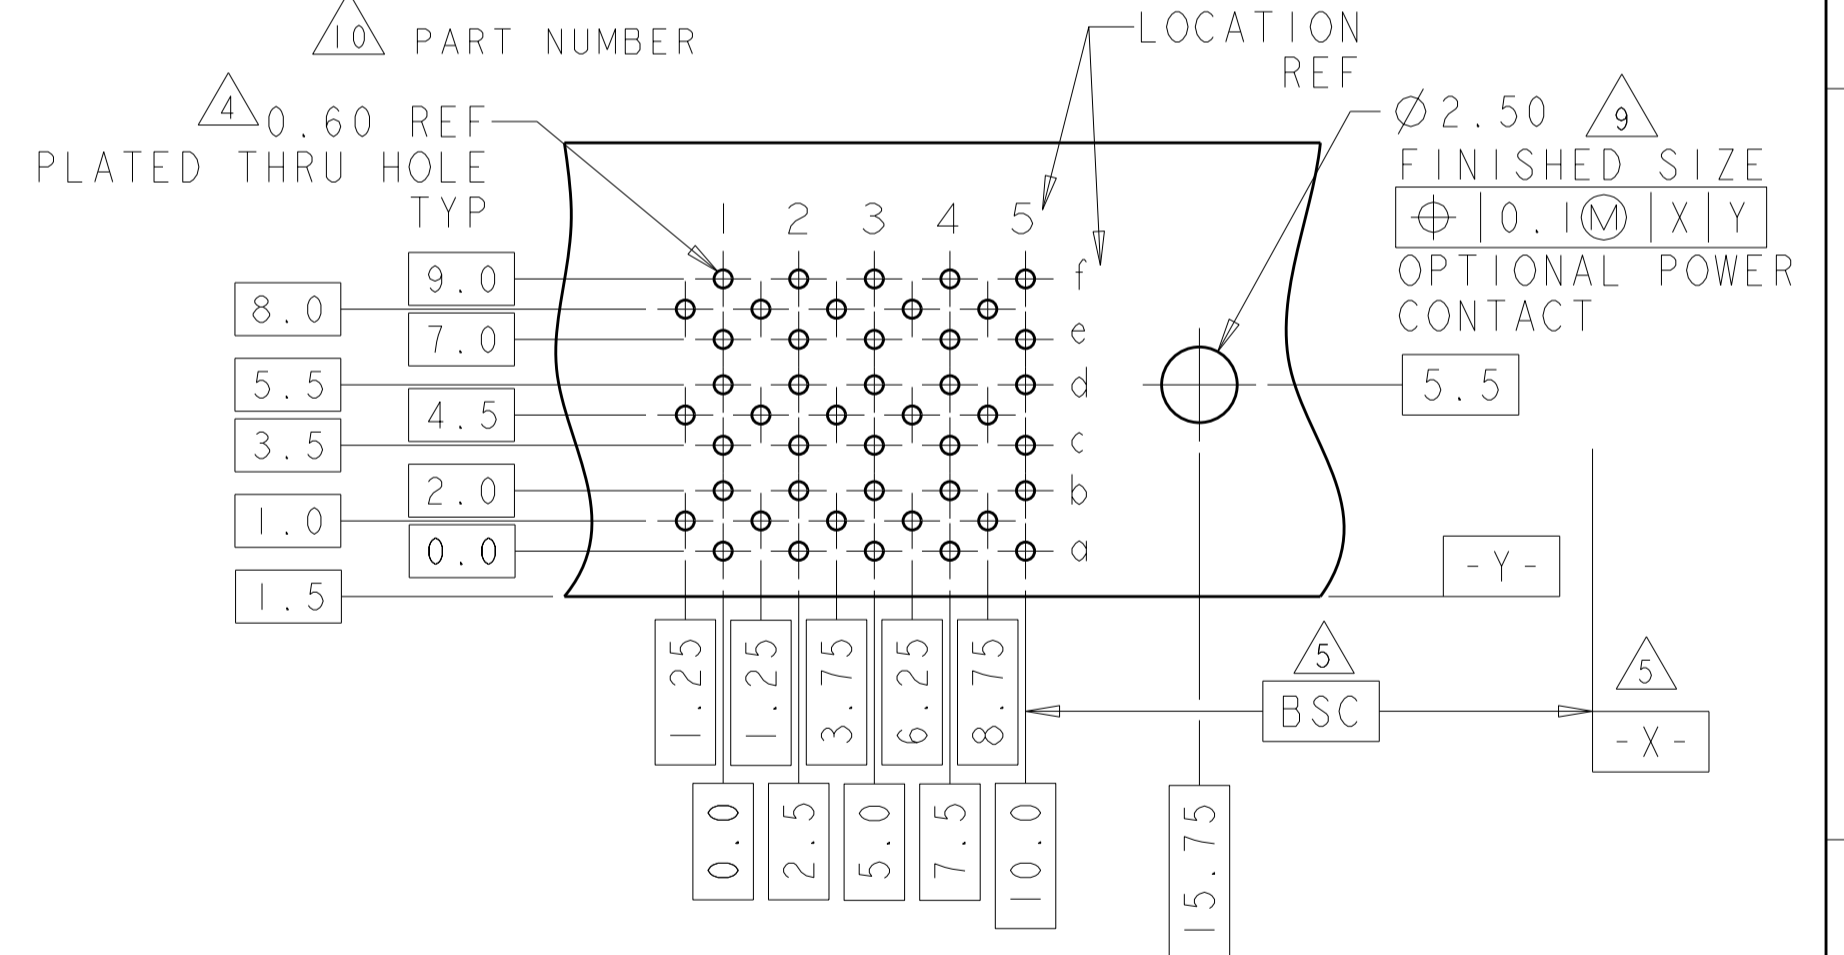 10 PART NUMBER
LOCATION
REF
4 0.60 REF
PLATED THRU HOLE
TYP
⌀2.50 9
FINISHED SIZE
⌖ 0.1 Ⓜ X Y
OPTIONAL POWER
CONTACT
1 2 3 4 5
9.0
f
8.0
7.0
e
5.5
d
5.5
4.5
3.5
c
2.0
b
1.0
0.0
a
1.5
-Y-
1.25 1.25 3.75 6.25 8.75
5
BSC
5
-X-
0.0 2.5 5.0 7.5 10.0 15.75